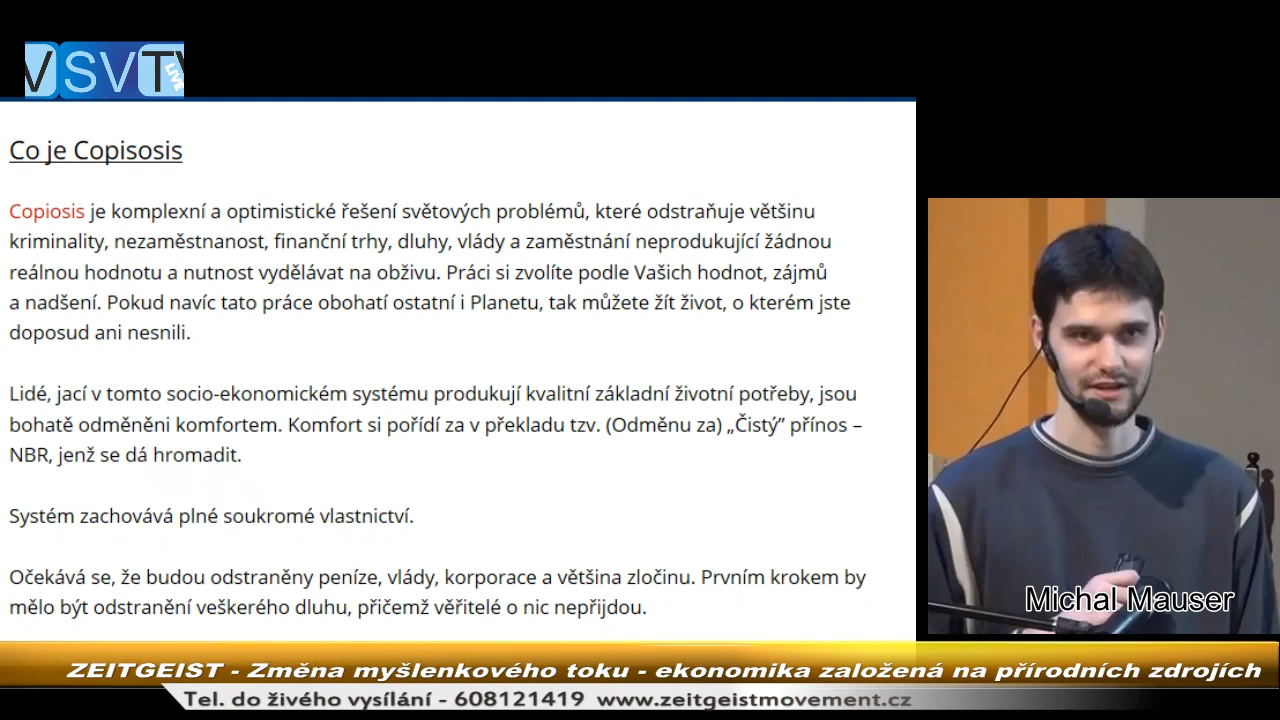 V SVTV
LIVE
Co je Copisosis
Copiosis je komplexní a optimistické řešení světových problémů, které odstraňuje většinu
kriminality, nezaměstnanost, finanční trhy, dluhy, vlády a zaměstnání neprodukující žádnou
reálnou hodnotu a nutnost vydělávat na obživu. Práci si zvolíte podle Vašich hodnot, zájmů
a nadšení. Pokud navíc tato práce obohatí ostatní i Planetu, tak můžete žít život, o kterém jste
doposud ani nesnili.
Lidé, jací v tomto socio-ekonomickém systému produkují kvalitní základní životní potřeby, jsou
bohatě odměněni komfortem. Komfort si pořídí za v překladu tzv. (Odměnu za) „Čistý” přínos –
NBR, jenž se dá hromadit.
Systém zachovává plné soukromé vlastnictví.
Očekává se, že budou odstraněny peníze, vlády, korporace a většina zločinu. Prvním krokem by
mělo být odstranění veškerého dluhu, přičemž věřitelé o nic nepřijdou.
Michal Mauser
ZEITGEIST - Změna myšlenkového toku - ekonomika založená na přírodních zdrojích
Tel. do živého vysílání - 608121419 www.zeitgeistmovement.cz